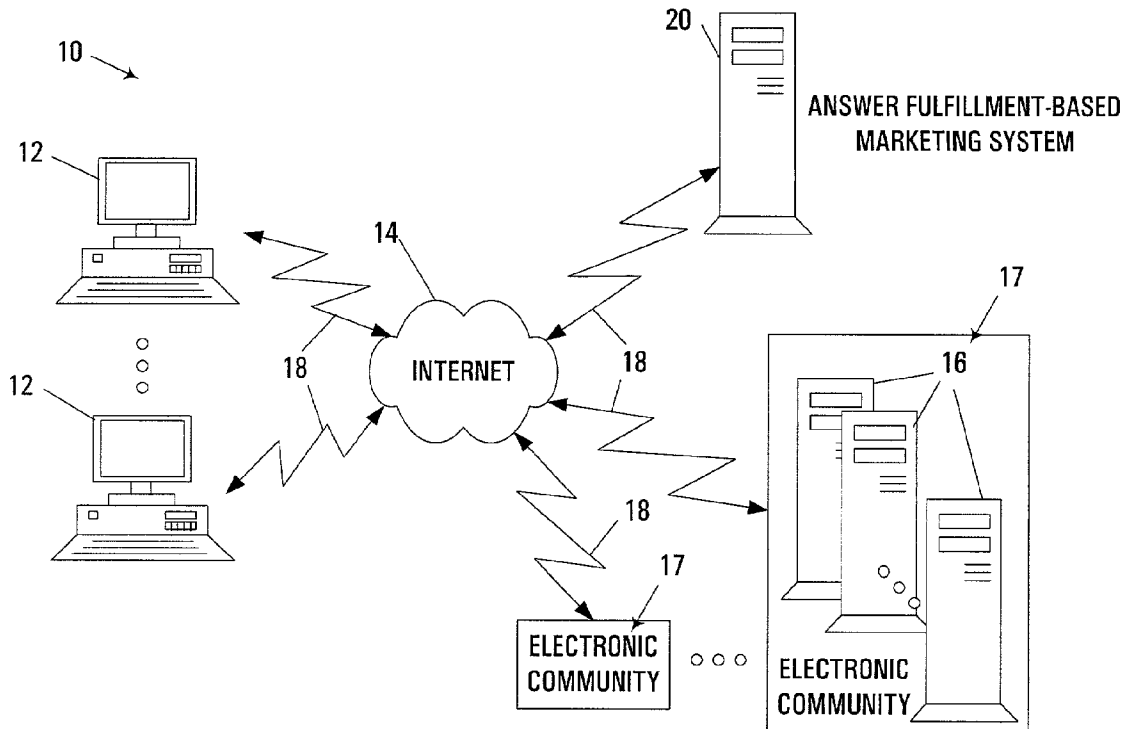 10
20
ANSWER FULFILLMENT-BASED
MARKETING SYSTEM
12
14
INTERNET
18
12
18
17
16
18
17
ELECTRONIC
COMMUNITY
ELECTRONIC
COMMUNITY